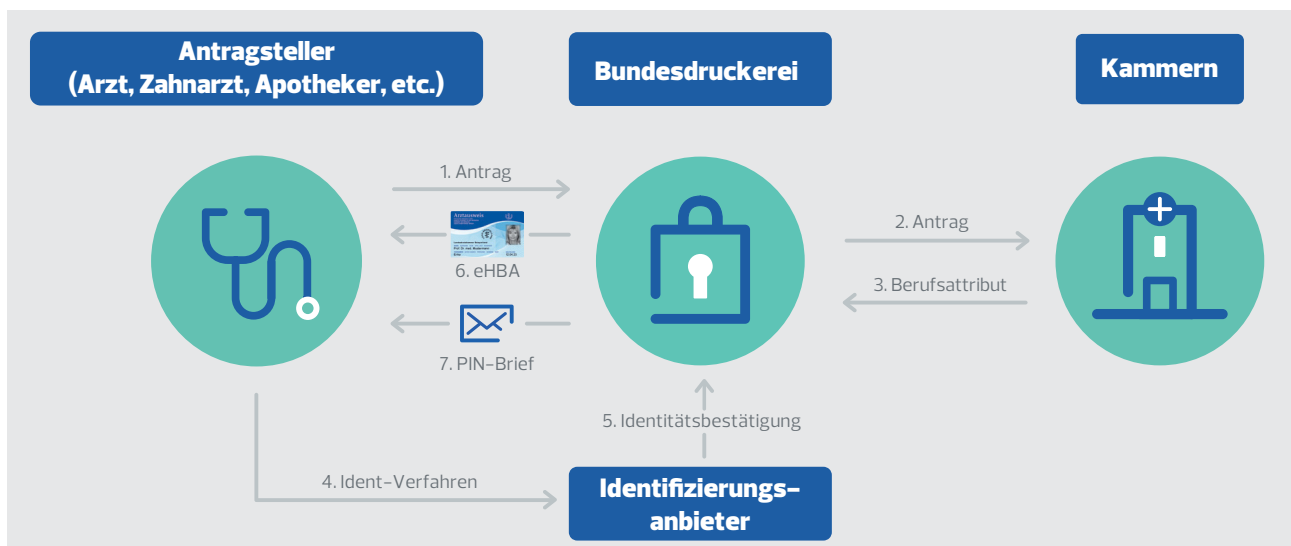 Antragsteller
(Arzt, Zahnarzt, Apotheker, etc.)
Bundesdruckerei
Kammern
1. Antrag
6. eHBA
7. PIN-Brief
2. Antrag
3. Berufsattribut
5. Identitätsbestätigung
4. Ident-Verfahren
Identifizierungs-
anbieter